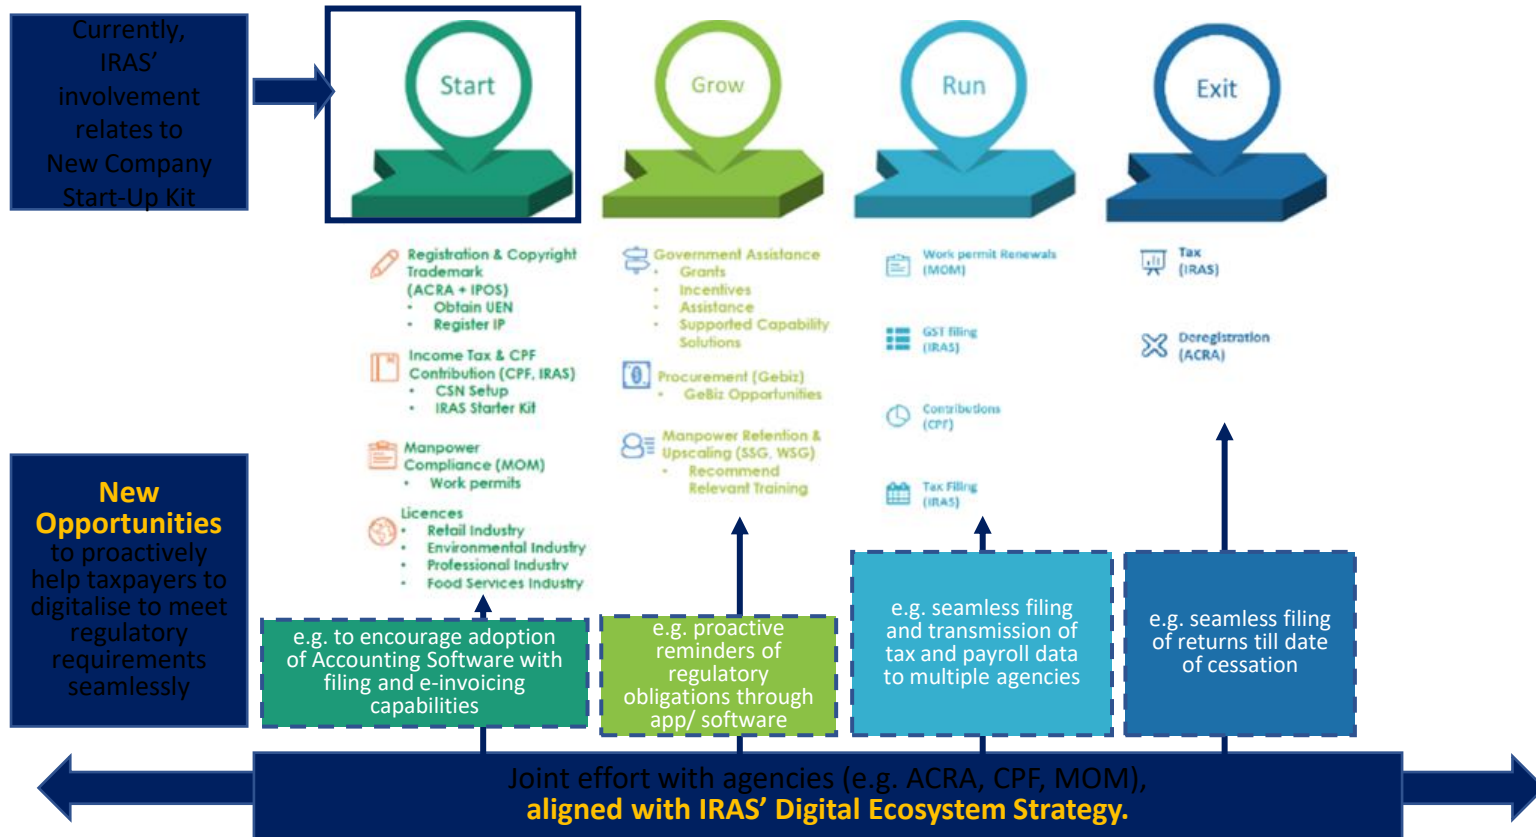 Currently,
IRAS’
involvement
relates to
New Company
Start-Up Kit
Start
Grow
Run
Exit
Registration & Copyright
Trademark
(ACRA + IPOS)
• Obtain UEN
• Register IP
Income Tax & CPF
Contribution (CPF, IRAS)
• CSN Setup
• IRAS Starter Kit
Manpower
Compliance (MOM)
• Work permits
Licences
• Retail Industry
• Environmental Industry
• Professional Industry
• Food Services Industry
Government Assistance
• Grants
• Incentives
• Assistance
• Supported Capability
Solutions
Procurement (Gebiz)
• GeBiz Opportunities
Manpower Retention &
Upscaling (SSG, WSG)
• Recommend
Relevant Training
Work permit Renewals
(MOM)
GST filing
(IRAS)
Contributions
(CPF)
Tax Filing
(IRAS)
Tax
(IRAS)
Deregistration
(ACRA)
New
Opportunities
to proactively
help taxpayers to
digitalise to meet
regulatory
requirements
seamlessly
e.g. to encourage adoption
of Accounting Software with
filing and e-invoicing
capabilities
e.g. proactive
reminders of
regulatory
obligations through
app/ software
e.g. seamless filing
and transmission of
tax and payroll data
to multiple agencies
e.g. seamless filing
of returns till date
of cessation
Joint effort with agencies (e.g. ACRA, CPF, MOM),
aligned with IRAS’ Digital Ecosystem Strategy.